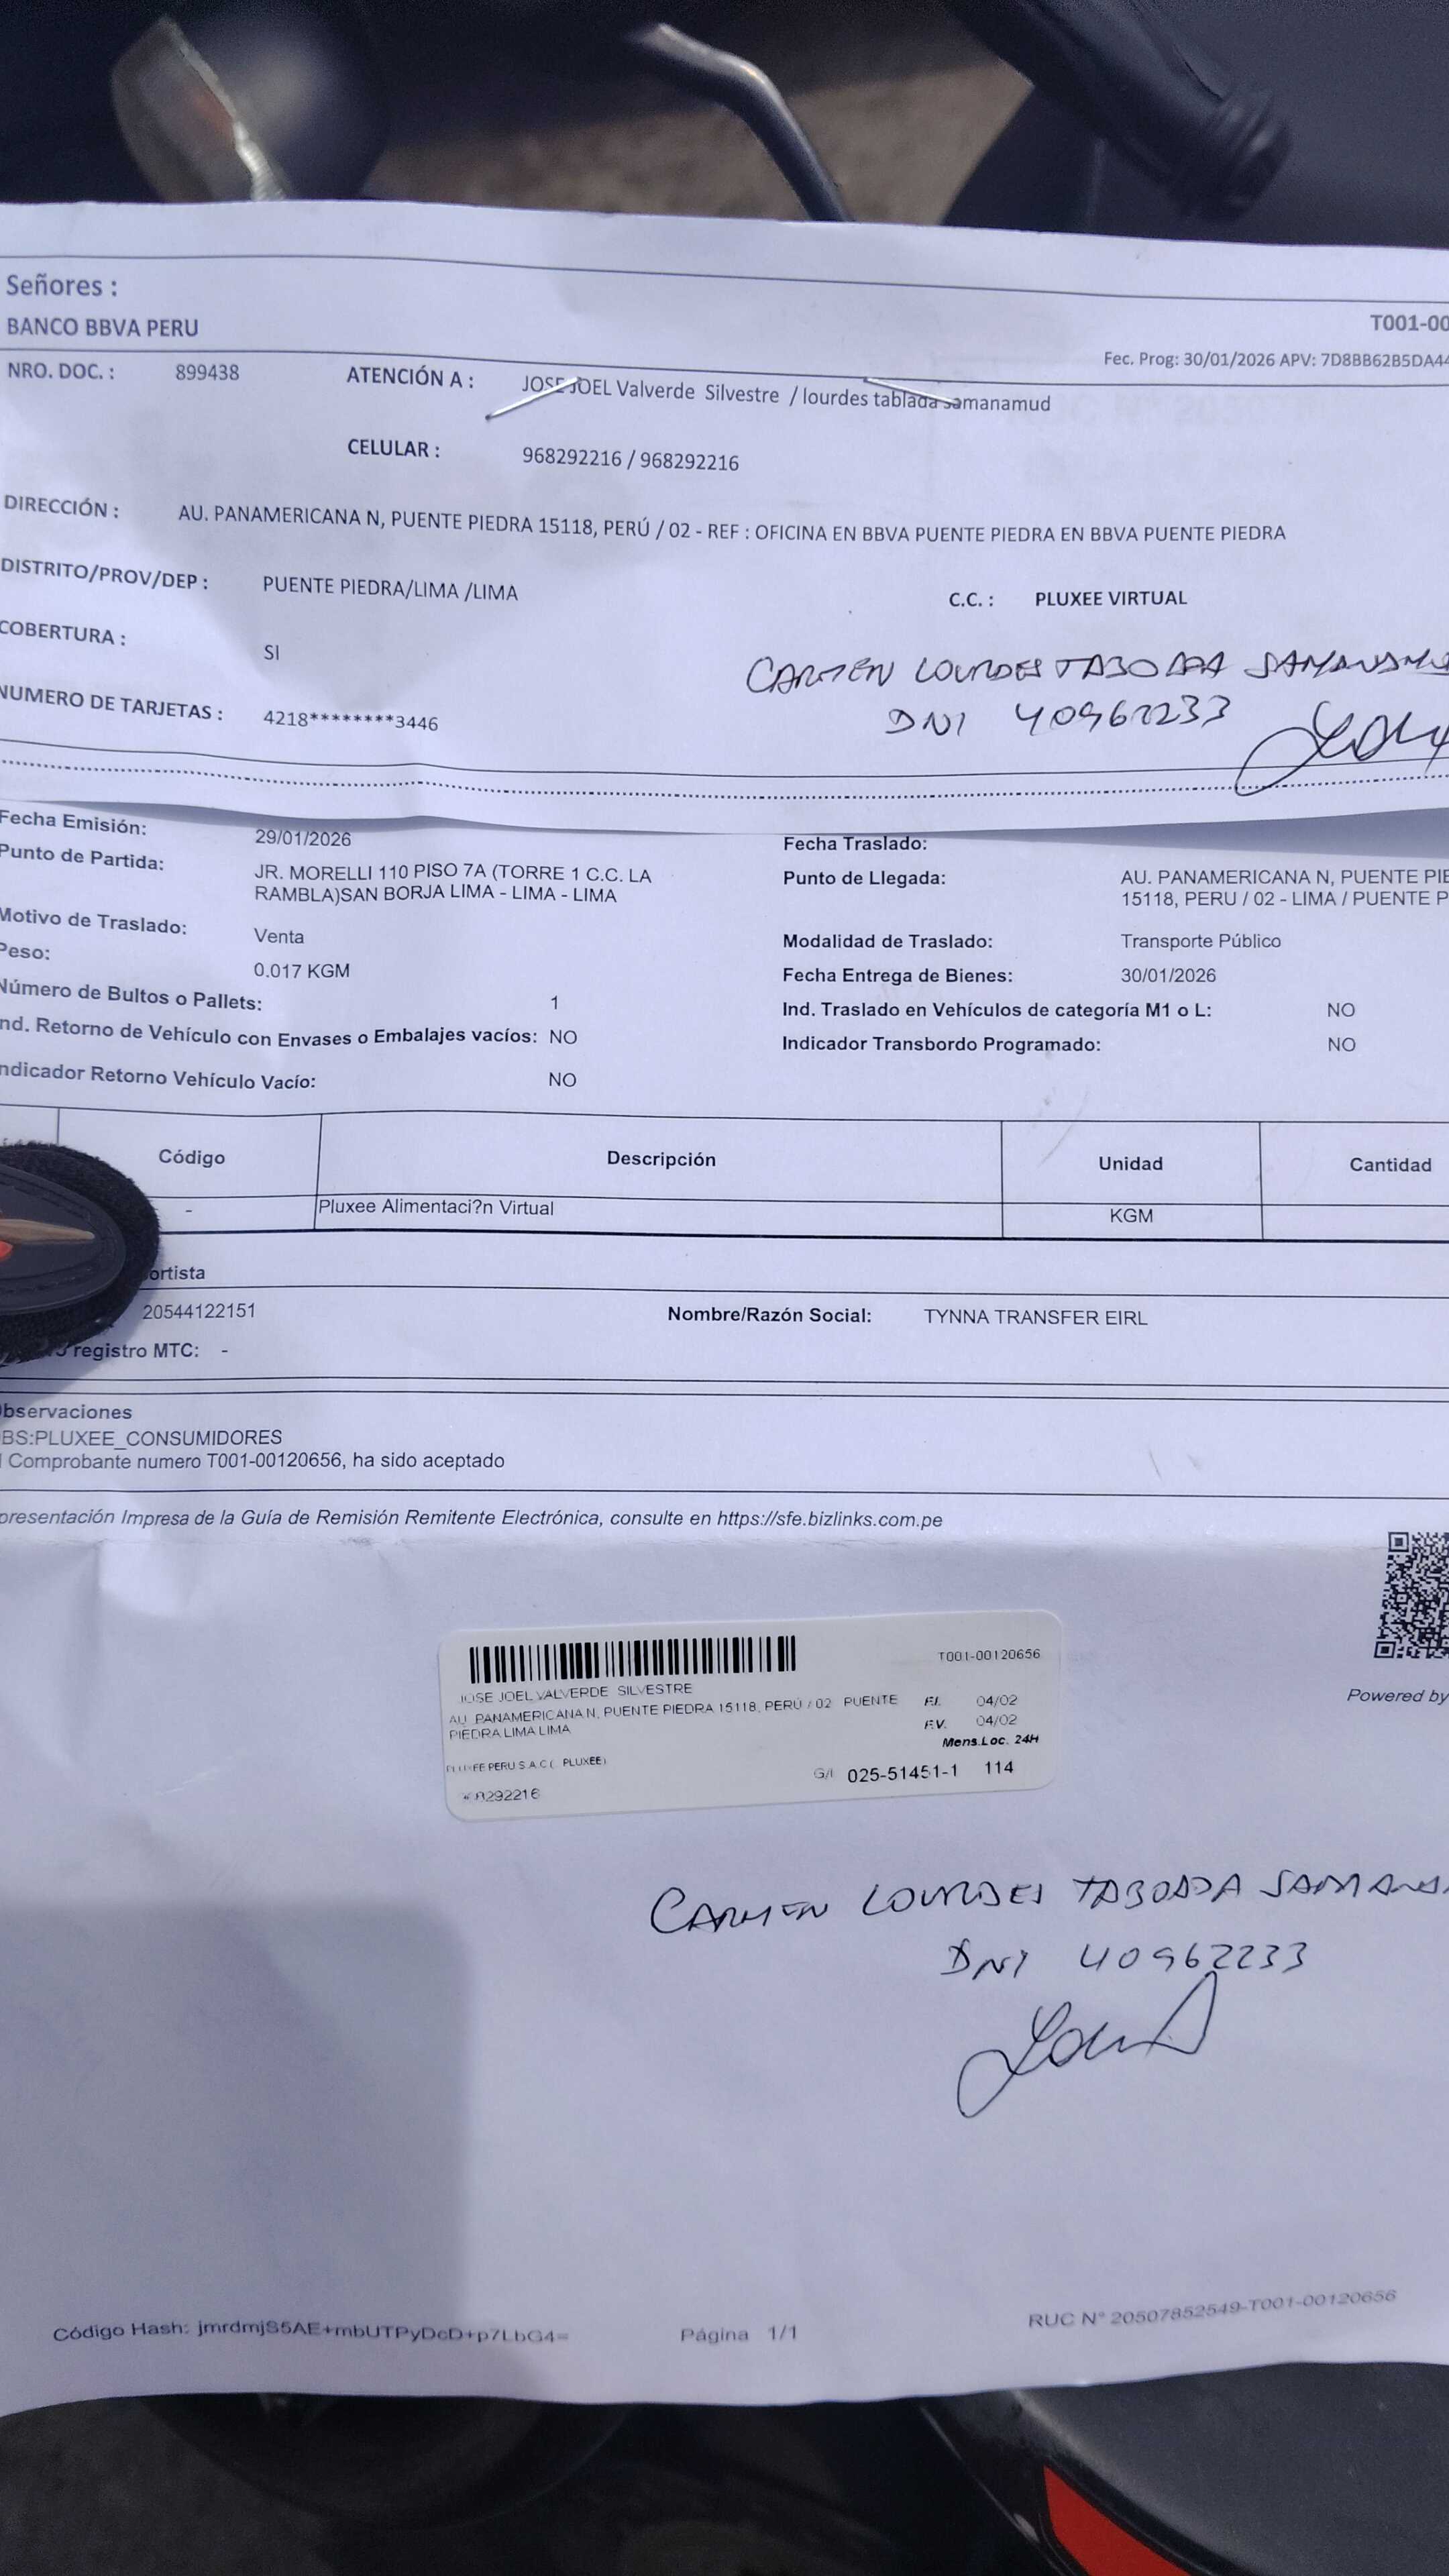 Señores :
BANCO BBVA PERU
T001-00
Fec. Prog: 30/01/2026 APV: 7D8BB62B5DA44
NRO. DOC. : 899438 ATENCIÓN A : JOSE JOEL Valverde Silvestre / lourdes tablada samanamud
CELULAR : 968292216 / 968292216
DIRECCIÓN : AU. PANAMERICANA N, PUENTE PIEDRA 15118, PERÚ / 02 - REF : OFICINA EN BBVA PUENTE PIEDRA EN BBVA PUENTE PIEDRA
DISTRITO/PROV/DEP : PUENTE PIEDRA/LIMA /LIMA
C.C. : PLUXEE VIRTUAL
COBERTURA : SI
CARMEN LOURDES TABOADA
NUMERO DE TARJETAS : 4218********3446
DNI 40962233
Fecha Emisión: 29/01/2026 Fecha Traslado:
Punto de Partida: JR. MORELLI 110 PISO 7A (TORRE 1 C.C. LA
RAMBLA)SAN BORJA LIMA - LIMA - LIMA
Punto de Llegada: AU. PANAMERICANA N, PUENTE PIE
15118, PERU / 02 - LIMA / PUENTE P
Motivo de Traslado: Venta Modalidad de Traslado: Transporte Público
Peso: 0.017 KGM Fecha Entrega de Bienes: 30/01/2026
Número de Bultos o Pallets: 1 Ind. Traslado en Vehículos de categoría M1 o L: NO
nd. Retorno de Vehículo con Envases o Embalajes vacíos: NO Indicador Transbordo Programado: NO
ndicador Retorno Vehículo Vacío: NO
Código Descripción Unidad Cantidad
- Pluxee Alimentaci?n Virtual KGM
ortista
20544122151 Nombre/Razón Social: TYNNA TRANSFER EIRL
registro MTC: -
bservaciones
BS:PLUXEE_CONSUMIDORES
l Comprobante numero T001-00120656, ha sido aceptado
presentación Impresa de la Guía de Remisión Remitente Electrónica, consulte en https://sfe.bizlinks.com.pe
Powered by
T001-00120656
JOSE JOEL VALVERDE SILVESTRE
AU. PANAMERICANA N, PUENTE PIEDRA 15118, PERÚ / 02 PUENTE
PIEDRA LIMA LIMA
F.I. 04/02
F.V. 04/02
Mens.Loc. 24H
PERU S.A.C ( PLUXEE)
G/I 025-51451-1 114
8292216
CARMEN LOURDES TABOADA
DNI 40962233
Código Hash: jmrdmjS5AE+mbUTPyDcD+p7LbG4=
Página 1/1
RUC N° 20507852549-T001-00120656